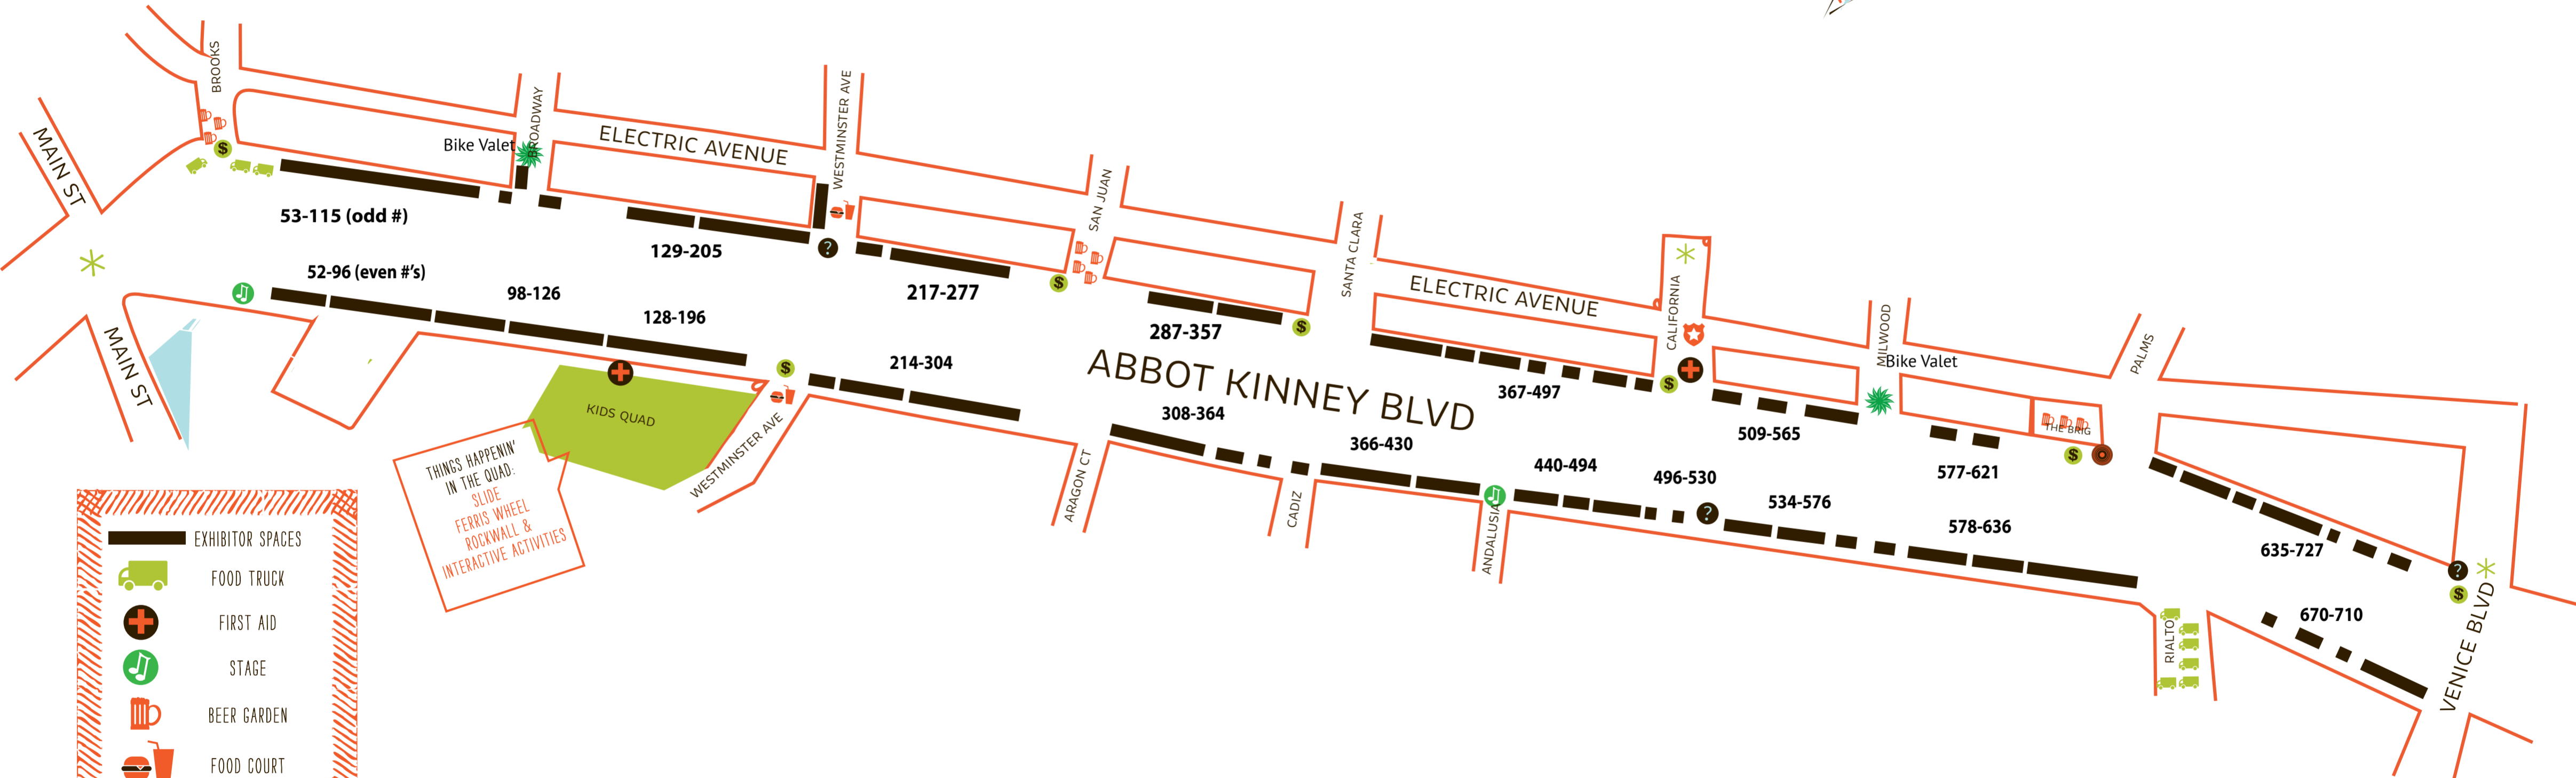 BROOKS
MAIN ST
BROADWAY
Bike Valet
ELECTRIC AVENUE
WESTMINSTER AVE
SAN JUAN
SANTA CLARA
ELECTRIC AVENUE
CALIFORNIA
MILWOOD
Bike Valet
PALMS
THE BRIG
$
53-115 (odd #)
129-205
?
217-277
$
287-357
$
367-497
$
509-565
577-621
$
635-727
?
$
52-96 (even #'s)
98-126
128-196
$
214-304
ABBOT KINNEY BLVD
308-364
366-430
440-494
496-530
?
534-576
578-636
670-710
MAIN ST
KIDS QUAD
WESTMINSTER AVE
ARAGON CT
CADIZ
ANDALUSIA
RIALTO
VENICE BLVD
THINGS HAPPENIN'
IN THE QUAD:
SLIDE
FERRIS WHEEL
ROCKWALL &
INTERACTIVE ACTIVITIES
EXHIBITOR SPACES
FOOD TRUCK
FIRST AID
STAGE
BEER GARDEN
FOOD COURT